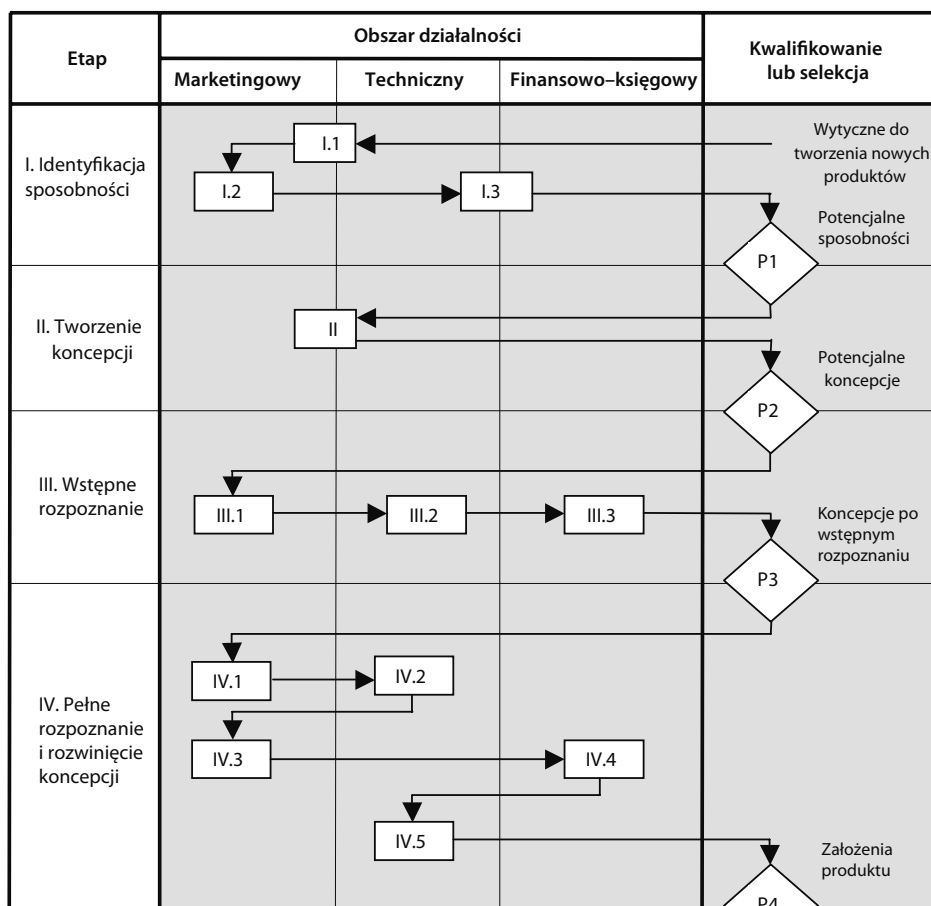 Etap
Obszar działalności
Kwalifikowanie
lub selekcja
Marketingowy
Techniczny
Finansowo–księgowy
I. Identyfikacja
sposobności
I.1
Wytyczne do
tworzenia nowych
produktów
I.2
I.3
Potencjalne
sposobności
P1
II. Tworzenie
koncepcji
II
Potencjalne
koncepcje
P2
III. Wstępne
rozpoznanie
III.1
III.2
III.3
Koncepcje po
wstępnym
rozpoznaniu
P3
IV. Pełne
rozpoznanie
i rozwinięcie
koncepcji
IV.1
IV.2
IV.3
IV.4
IV.5
Założenia
produktu
P4